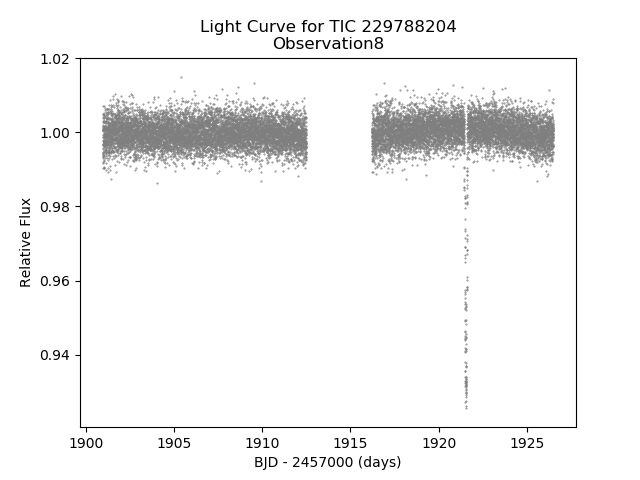 Light Curve for TIC 229788204
Observation8
1.02
1.00
0.98
0.96
0.94
Relative Flux
1900
1905
1910
1915
1920
1925
BJD - 2457000 (days)